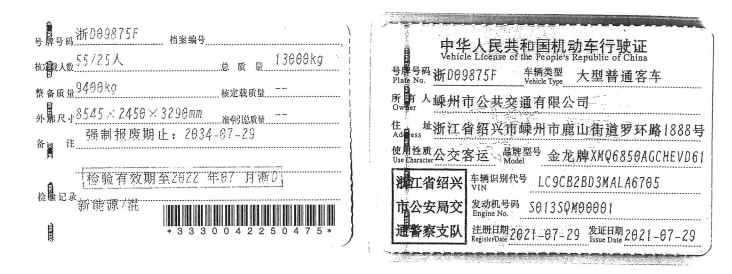 号牌号码 浙D09875F 档案编号
核定载人数 55/25人 总质量 13000kg
整备质量 9400kg 核定载质量 --
外廓尺寸 8545×2450×3290mm 准牵引总质量 --
备注 强制报废期止：2034-07-29
检验有效期至2022 年07 月浙D
检验记录
新能源/混
*3330042250475*
中华人民共和国机动车行驶证
Vehicle License of the People's Republic of China
号牌号码 浙D09875F 车辆类型 大型普通客车
Plate No. Vehicle Type
所有人 嵊州市公共交通有限公司
Owner
住址 浙江省绍兴市嵊州市鹿山街道罗环路1888号
Address
使用性质 公交客运 品牌型号 金龙牌XMQ6850AGCHEVD61
Use Character Model
浙江省绍兴市公安局交通警察支队
车辆识别代号 LC9CB2BD3MALA6705
VIN
发动机号码 S013SQM00001
Engine No.
注册日期 2021-07-29 发证日期 2021-07-29
Register Date Issue Date